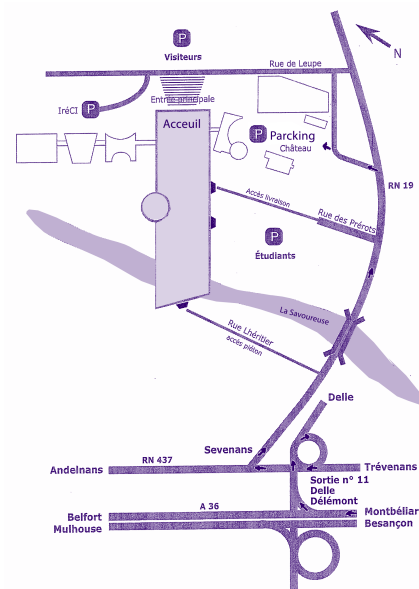 P
Visiteurs
N
Rue de Leupe
IréCI P
Entrée principale
Acceuil
P Parcking
Château
RN 19
Accès livraison
Rue des Prérots
P
Étudiants
La Savoureuse
Rue Lhéritier
accès piéton
Delle
Sevenans
RN 437
Andelnans
Trévenans
Sortie n° 11
Delle
Délémont
A 36
Belfort
Montbéliar
Mulhouse
Besançon